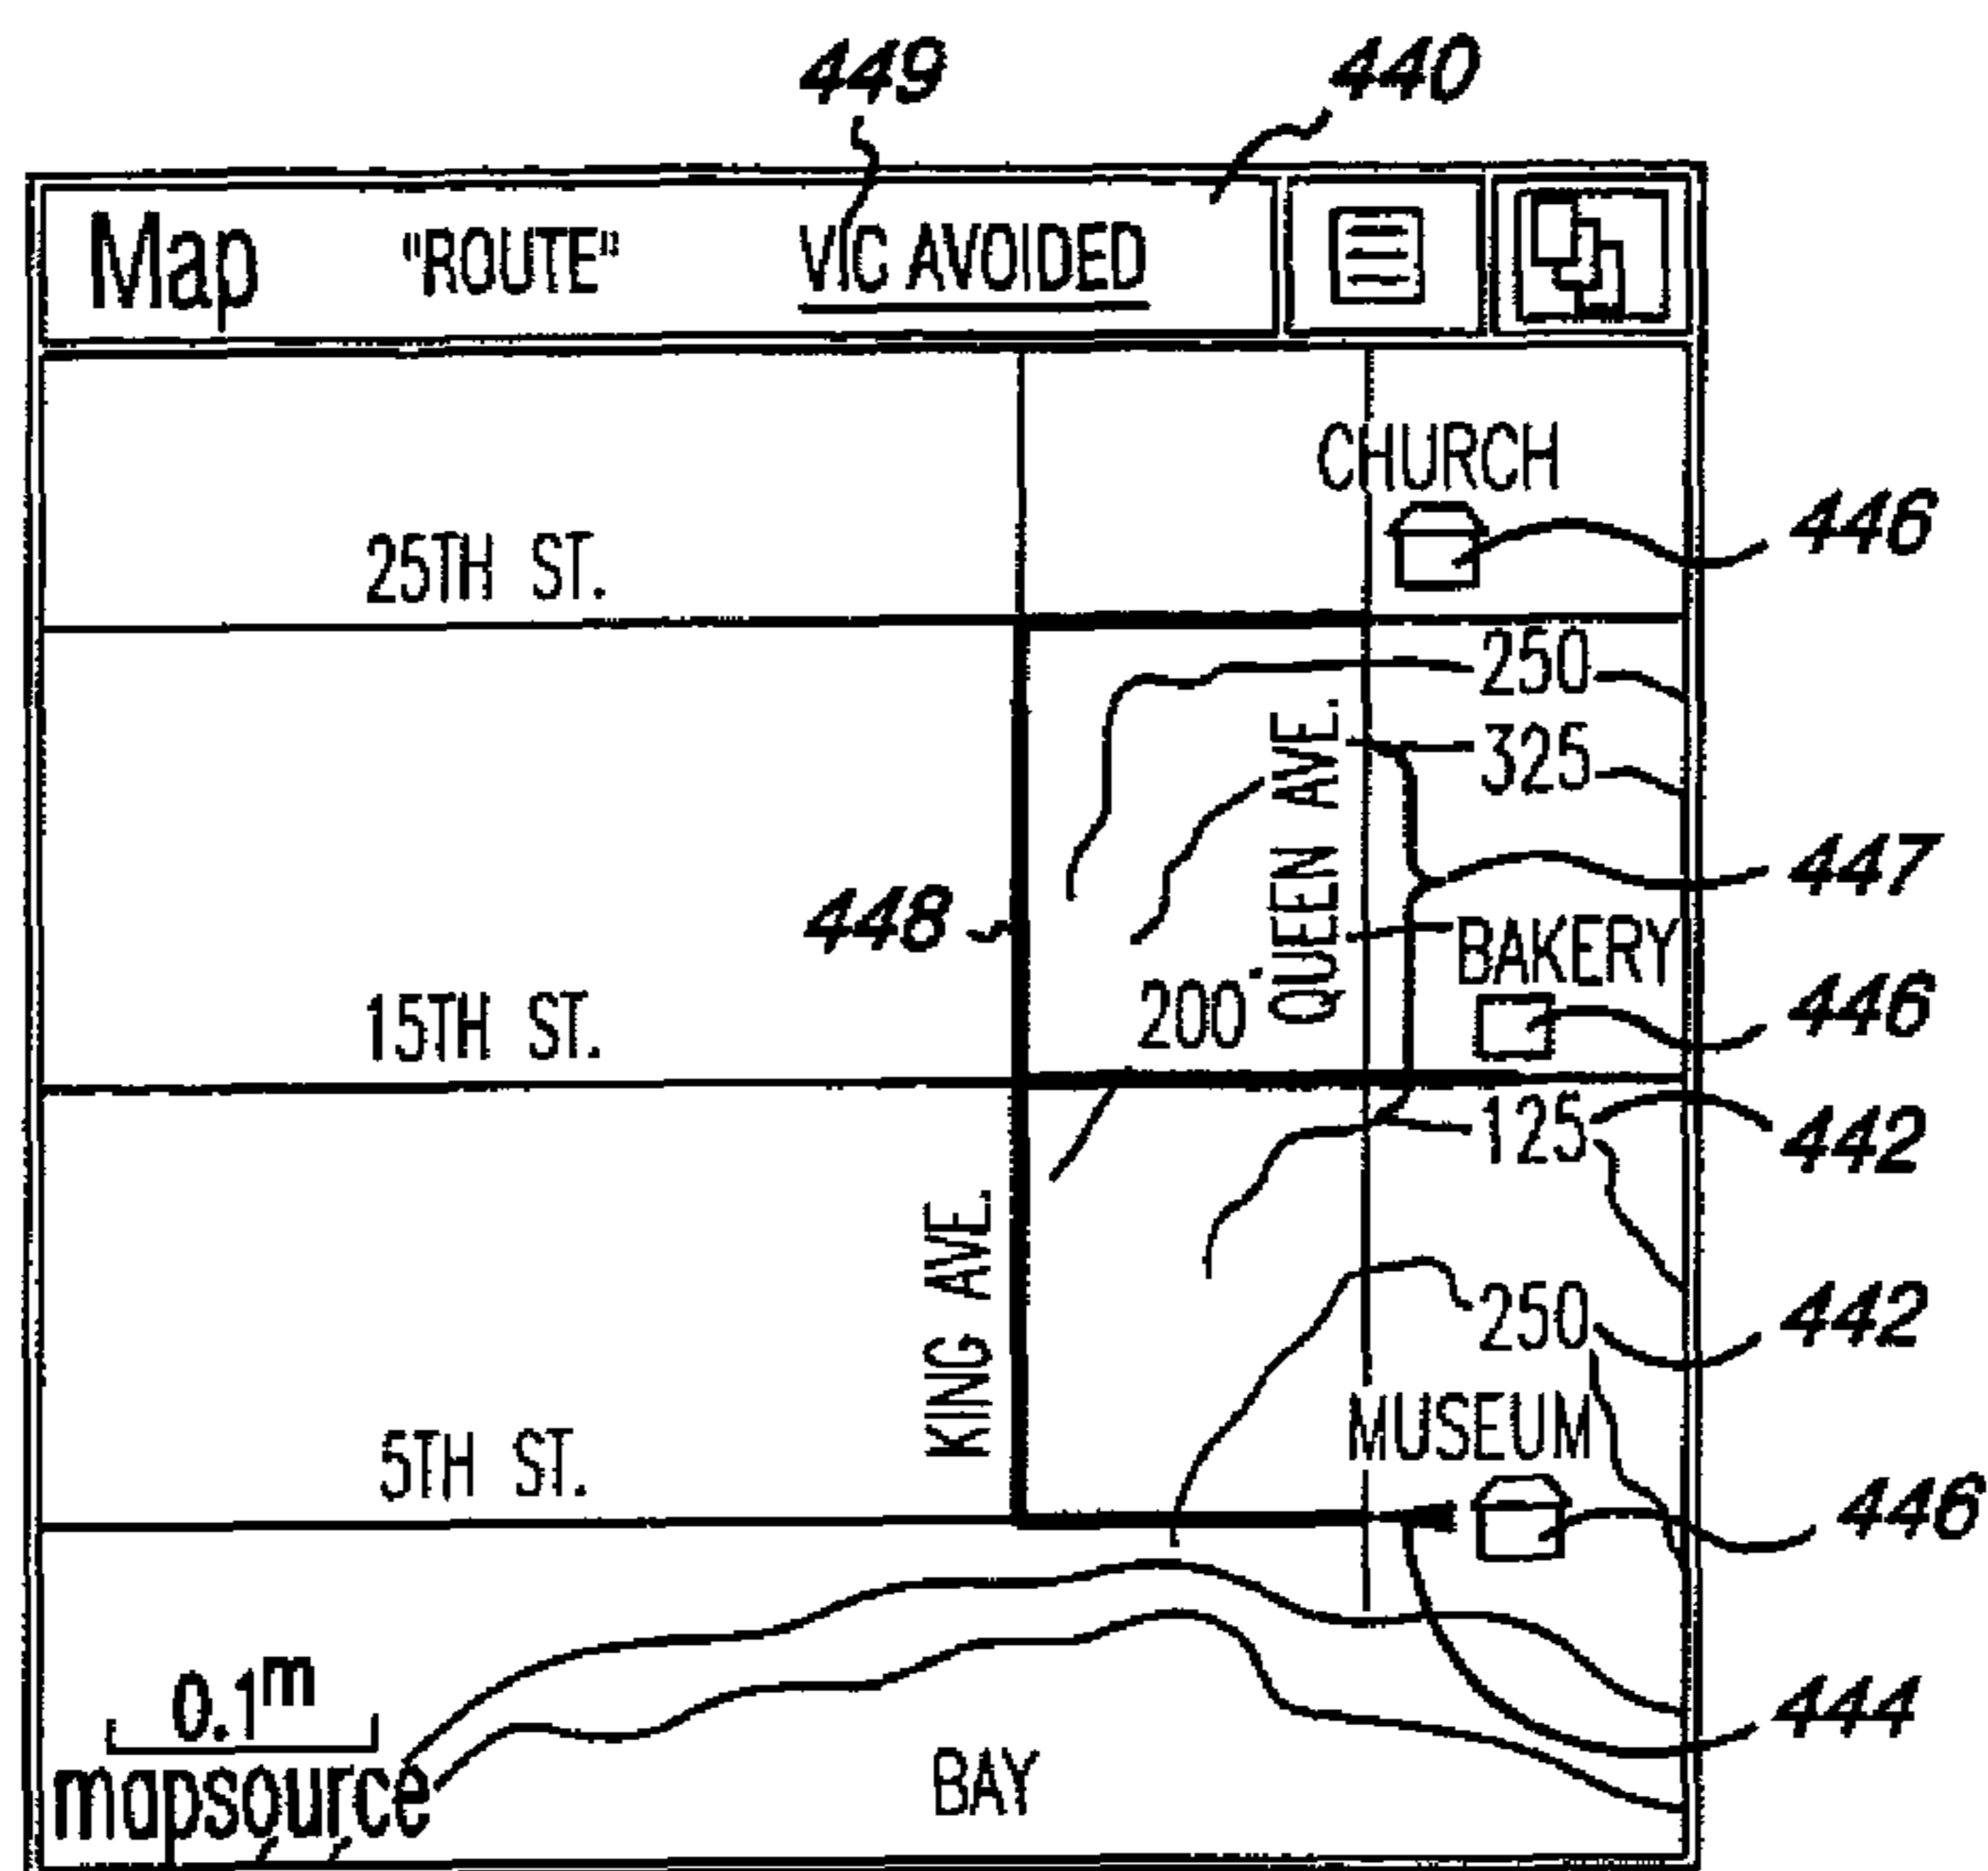 449 440
Map "ROUTE" VIC AVOIDED
CHURCH
446
25TH ST.
250
325
QUEEN AVE.
447
448
BAKERY
200
446
15TH ST.
125
442
KING AVE.
250
442
MUSEUM
5TH ST.
446
0.1m
444
mapsource
BAY